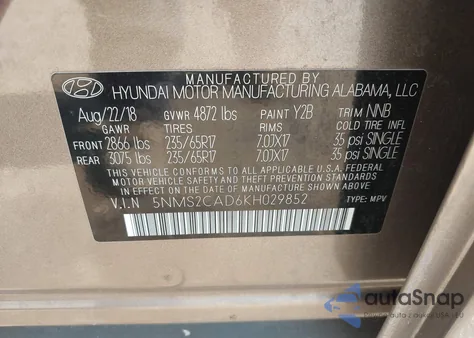 MANUFACTURED BY
HYUNDAI MOTOR MANUFACTURING ALABAMA, LLC
Aug/22/18 GVWR 4872 lbs PAINT Y2B TRIM NNB
GAWR TIRES RIMS COLD TIRE INFL
FRONT 2866 lbs 235/65R17 7.0JX17 35 psi SINGLE
REAR 3075 lbs 235/65R17 7.0JX17 35 psi SINGLE
THIS VEHICLE CONFORMS TO ALL APPLICABLE U.S. FEDERAL
MOTOR VEHICLE SAFETY, BUMPER, AND THEFT PREVENTION
STANDARDS IN EFFECT ON THE DATE OF MANUFACTURE SHOWN ABOVE.
V.I.N 5NMS2CAD6KH029852
TYPE: MPV
autoSnap